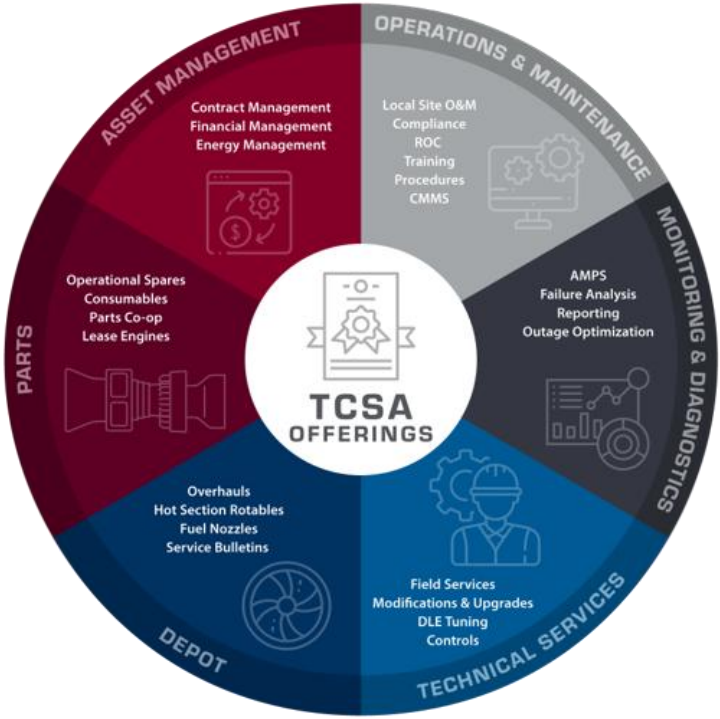 ASSET MANAGEMENT
Contract Management
Financial Management
Energy Management
$
OPERATIONS & MAINTENANCE
Local Site O&M
Compliance
ROC
Training
Procedures
CMMS
MONITORING & DIAGNOSTICS
AMPS
Failure Analysis
Reporting
Outage Optimization
TECHNICAL SERVICES
Field Services
Modifications & Upgrades
DLE Tuning
Controls
DEPOT
Overhauls
Hot Section Rotables
Fuel Nozzles
Service Bulletins
PARTS
Operational Spares
Consumables
Parts Co-op
Lease Engines
TCSA
OFFERINGS